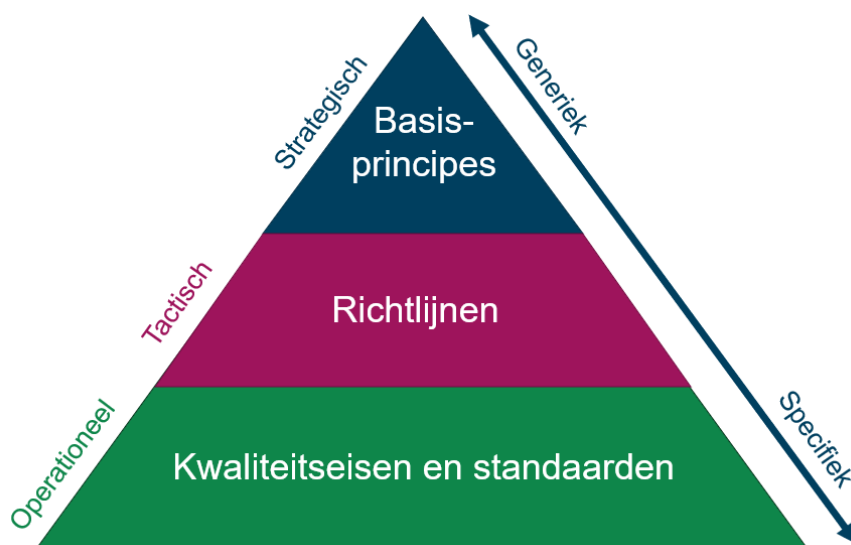 Strategisch
Generiek
Basis-
principes
Tactisch
Richtlijnen
Operationeel
Specifiek
Kwaliteitseisen en standaarden